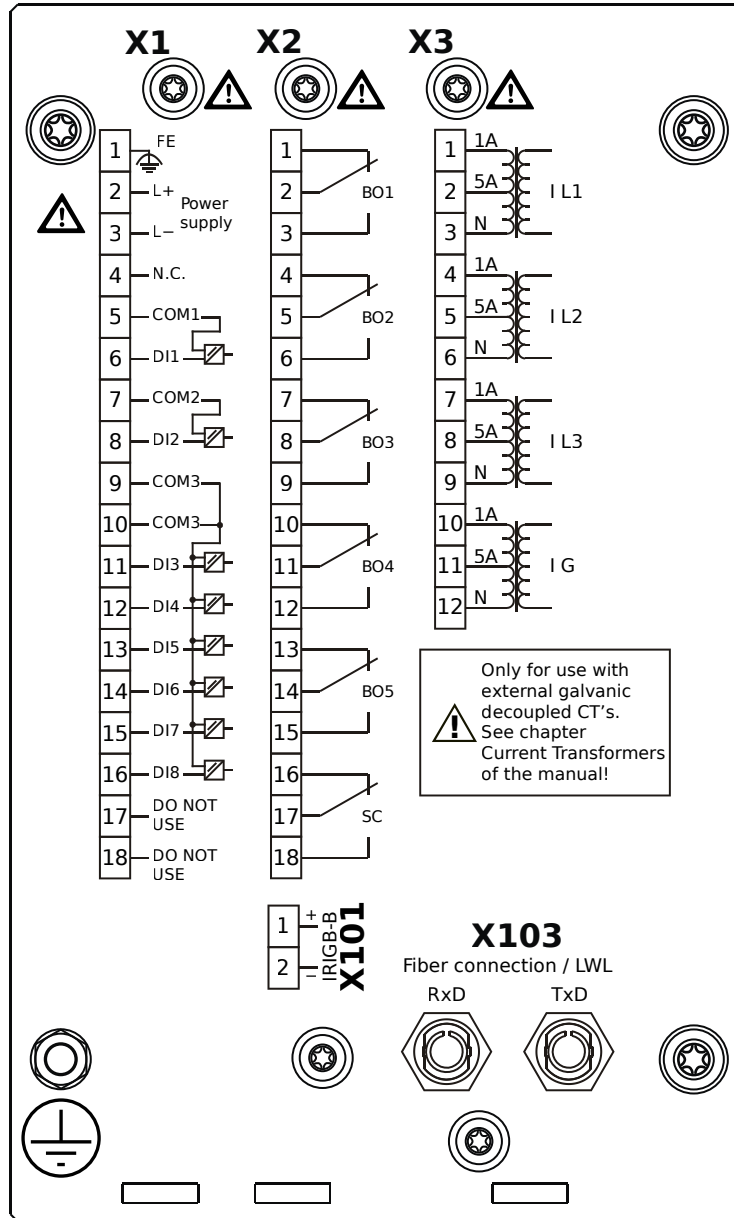 X1 X2 X3
1 FE
2 L+
Power
supply
3 L−
4 N.C.
5 COM1
6 DI1
7 COM2
8 DI2
9 COM3
10 COM3
11 DI3
12 DI4
13 DI5
14 DI6
15 DI7
16 DI8
17 DO NOT
USE
18 DO NOT
USE
1
2 BO1
3
4
5 BO2
6
7
8 BO3
9
10
11 BO4
12
13
14 BO5
15
16
17 SC
18
1 1A
2 5A I L1
3 N
4 1A
5 5A I L2
6 N
7 1A
8 5A I L3
9 N
10 1A
11 5A I G
12 N
Only for use with
external galvanic
decoupled CT’s.
See chapter
Current Transformers
of the manual!
1 +
2 −
IRIGB-B
X101
X103
Fiber connection / LWL
RxD TxD